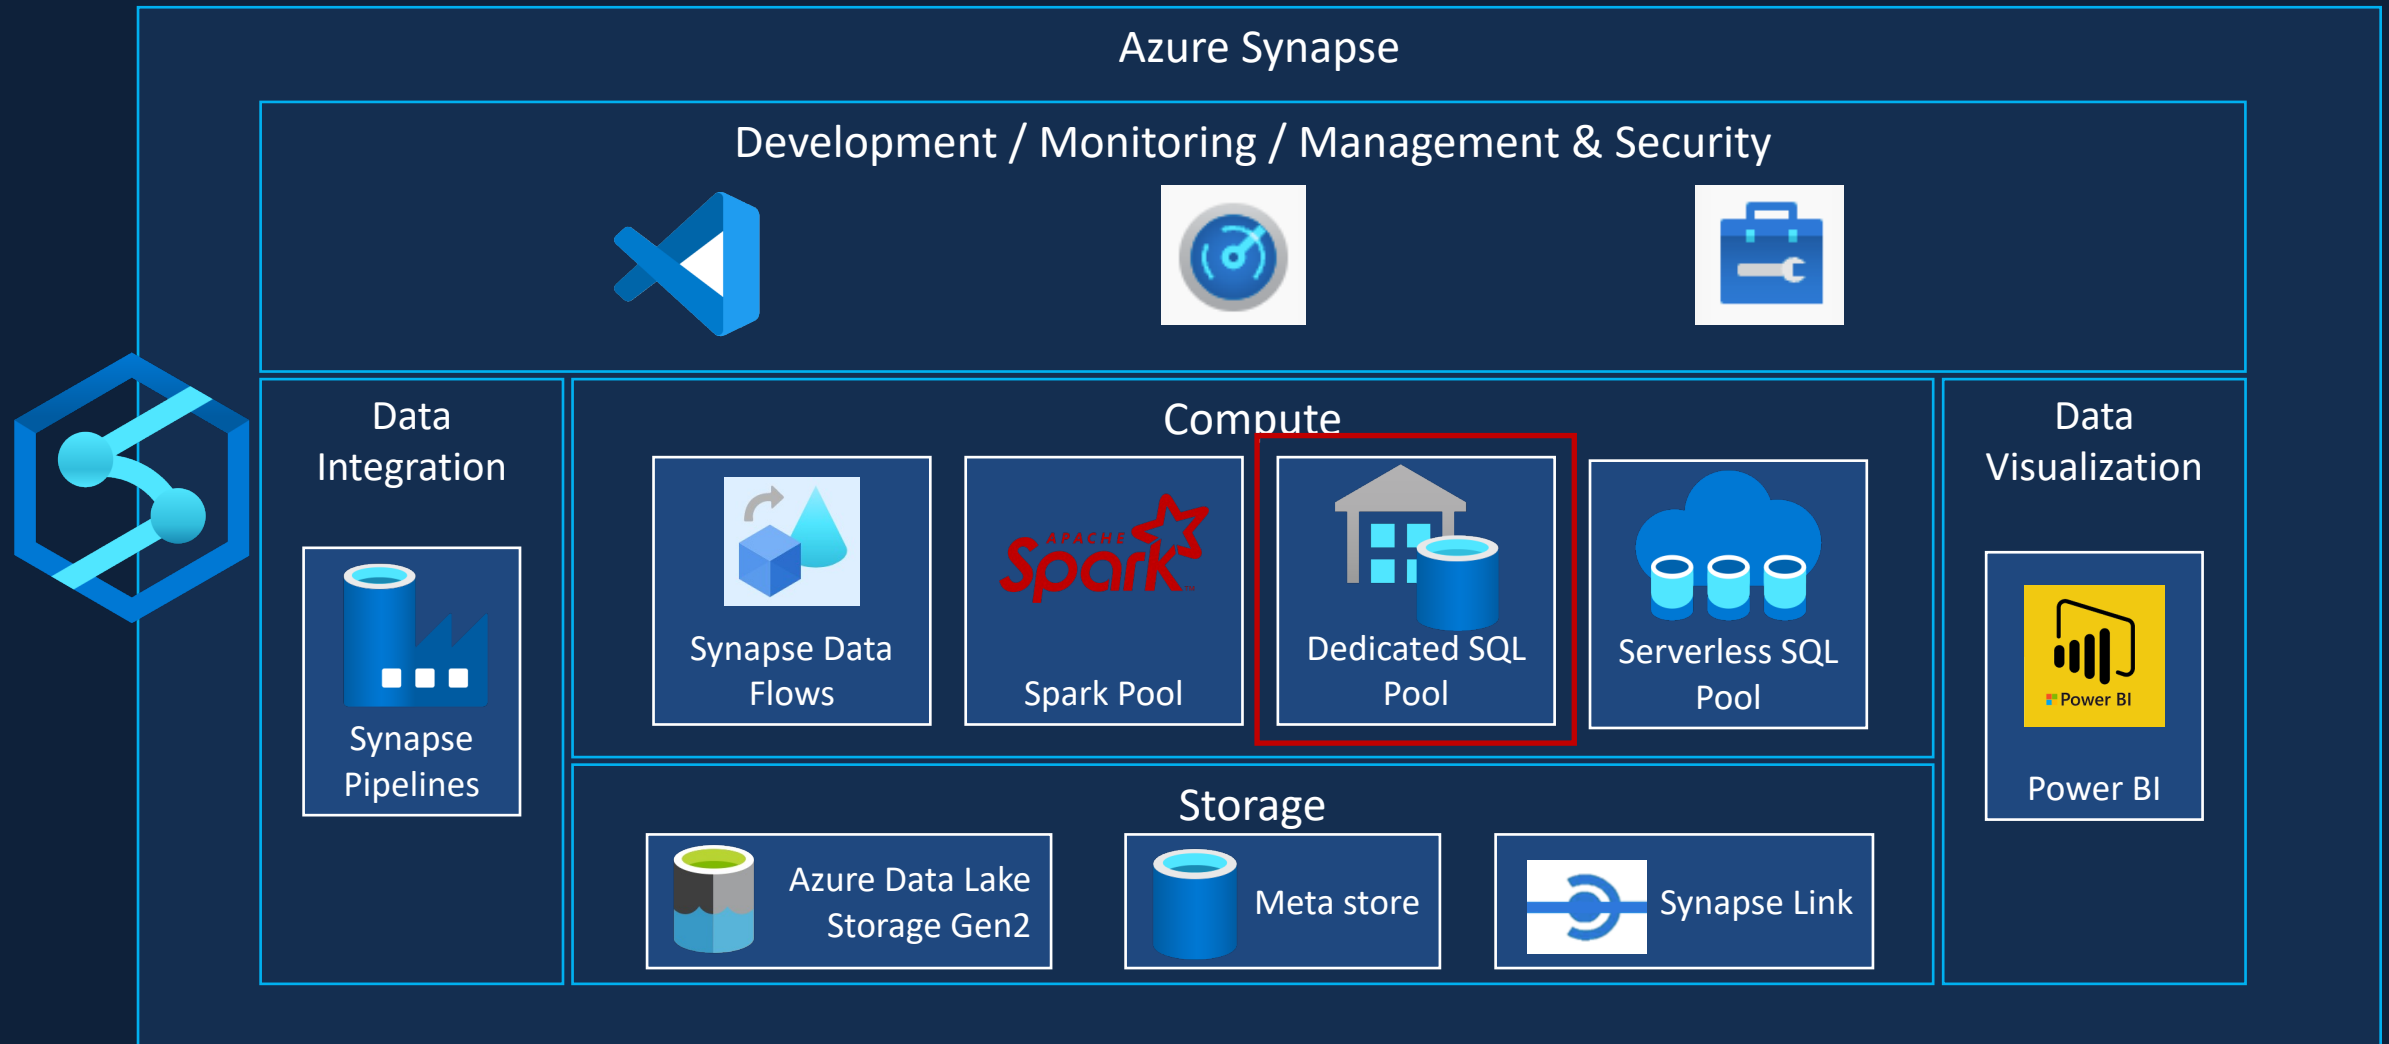 Azure Synapse
Development / Monitoring / Management & Security
Data
Integration
Synapse
Pipelines
Compute
Synapse Data
Flows
APACHE
Spark
TM
Spark Pool
Dedicated SQL
Pool
Serverless SQL
Pool
Storage
Azure Data Lake
Storage Gen2
Meta store
Synapse Link
Data
Visualization
Power BI
Power BI